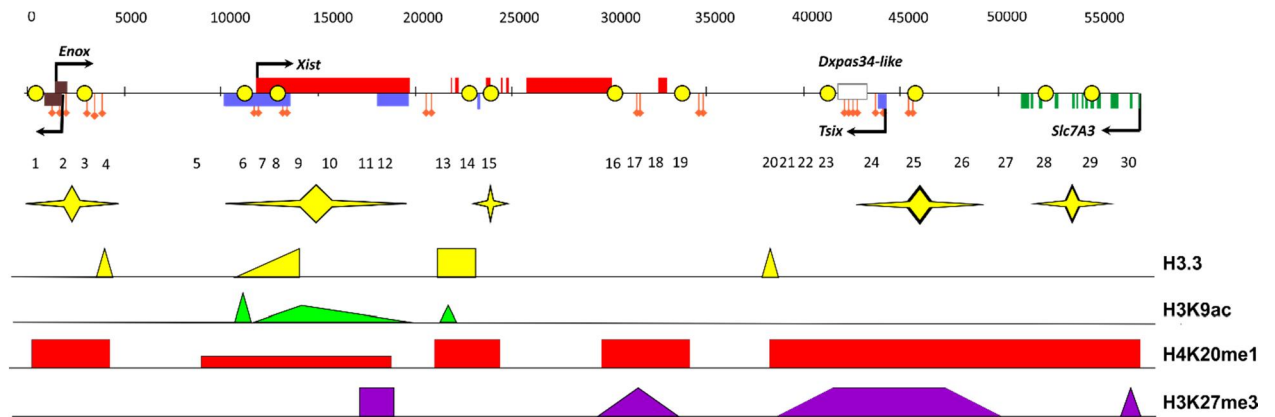 0 5000 10000 15000 20000 25000 30000 35000 40000 45000 50000 55000
Enox
Xist
Dxpas34-like
Tsix
Slc7A3
1 2 3 4 5 6 7 8 9 10 11 12 13 14 15 16 17 18 19 20 21 22 23 24 25 26 27 28 29 30
H3.3
H3K9ac
H4K20me1
H3K27me3